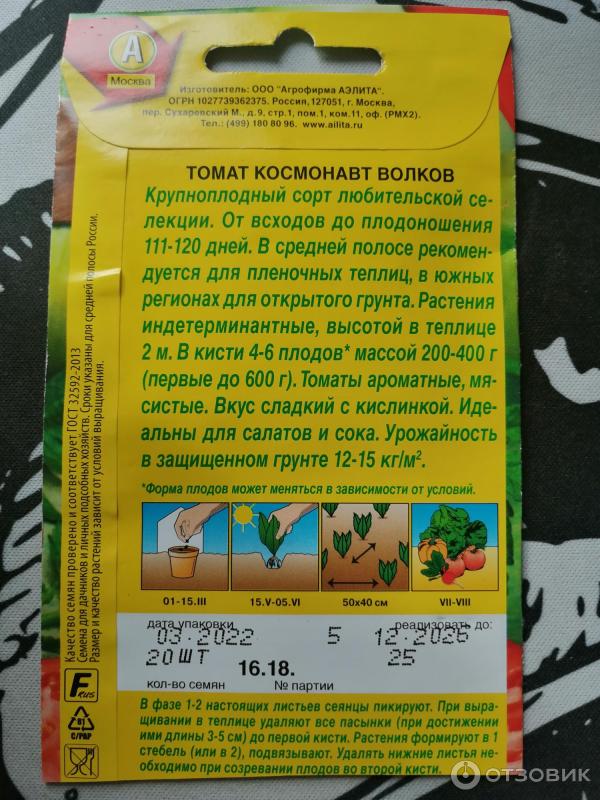 А
Москва
Изготовитель: ООО "Агрофирма АЭЛИТА".
ОГРН 1027739362375. Россия, 127051, г. Москва,
пер. Сухаревский М., д.9, стр.1, пом.1, ком.11, оф. (РМХ2).
Тел.: (499) 180 80 96. www.ailita.ru
ТОМАТ КОСМОНАВТ ВОЛКОВ
Крупноплодный сорт любительской се-
лекции. От всходов до плодоношения
111-120 дней. В средней полосе рекомен-
дуется для пленочных теплиц, в южных
регионах для открытого грунта. Растения
индетерминантные, высотой в теплице
2 м. В кисти 4-6 плодов* массой 200-400 г
(первые до 600 г). Томаты ароматные, мя-
систые. Вкус сладкий с кислинкой. Иде-
альны для салатов и сока. Урожайность
в защищенном грунте 12-15 кг/м².
*Форма плодов может меняться в зависимости от условий.
01-15.III 15.V-05.VI 50х40 см VII-VIII
дата упаковки реализовать до:
03.2022 5 12.2026
20ШТ 16.18. 25
кол-во семян № партии
В фазе 1-2 настоящих листьев сеянцы пикируют. При выра-
щивании в теплице удаляют все пасынки (при достижении
ими длины 3-5 см) до первой кисти. Растения формируют в 1
стебель (или в 2), подвязывают. Удалять нижние листья необ-
ходимо при созревании плодов во второй кисти.
Качество семян проверено и соответствует ГОСТ 32592-2013
Семена для дачников и личных подсобных хозяйств. Сроки указаны для средней полосы России.
Размер и качество растений зависят от условий выращивания.
F RUS
81
C/PAP
ОТЗОВИК